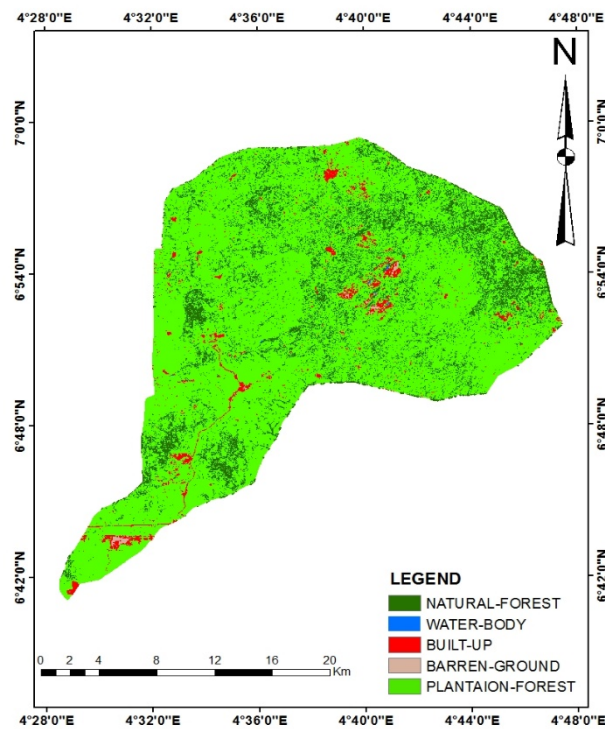 4°28'0"E 4°32'0"E 4°36'0"E 4°40'0"E 4°44'0"E 4°48'0"E
N
7°0'0"N 7°0'0"N
6°54'0"N 6°54'0"N
6°48'0"N 6°48'0"N
6°42'0"N 6°42'0"N
LEGEND
NATURAL-FOREST
WATER-BODY
BUILT-UP
BARREN-GROUND
PLANTAION-FOREST
0 2 4 8 12 16 20
Km
4°28'0"E 4°32'0"E 4°36'0"E 4°40'0"E 4°44'0"E 4°48'0"E